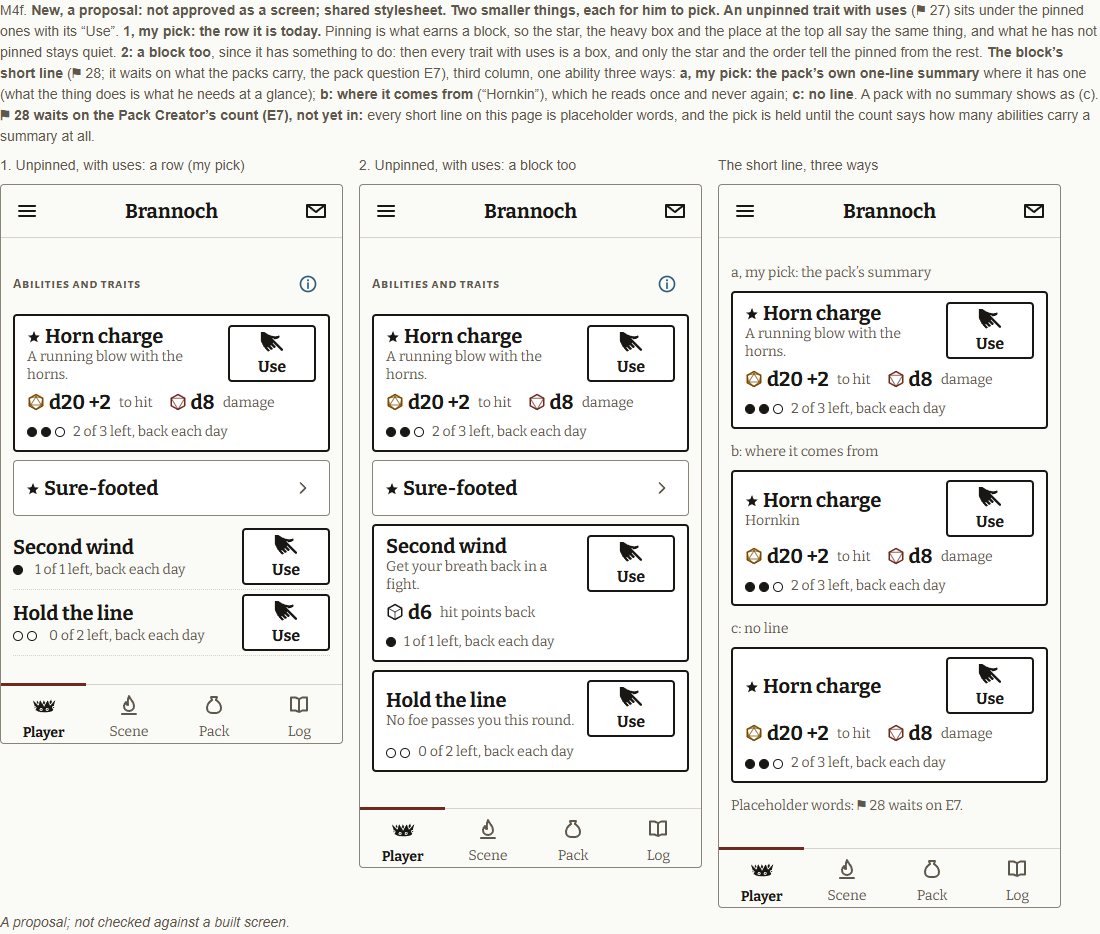 M4f. New, a proposal: not approved as a screen; shared stylesheet. Two smaller things, each for him to pick. An unpinned trait with uses (⚑ 27) sits under the pinned
ones with its “Use”. 1, my pick: the row it is today. Pinning is what earns a block, so the star, the heavy box and the place at the top all say the same thing, and what he has not
pinned stays quiet. 2: a block too, since it has something to do: then every trait with uses is a box, and only the star and the order tell the pinned from the rest. The block’s
short line (⚑ 28; it waits on what the packs carry, the pack question E7), third column, one ability three ways: a, my pick: the pack’s own one-line summary where it has one
(what the thing does is what he needs at a glance); b: where it comes from (“Hornkin”), which he reads once and never again; c: no line. A pack with no summary shows as (c).
⚑ 28 waits on the Pack Creator’s count (E7), not yet in: every short line on this page is placeholder words, and the pick is held until the count says how many abilities carry a
summary at all.
1. Unpinned, with uses: a row (my pick)
Brannoch
Abilities and traits
★ Horn charge
A running blow with the
horns.
Use
d20 +2 to hit d8 damage
2 of 3 left, back each day
★ Sure-footed
Second wind
1 of 1 left, back each day
Use
Hold the line
0 of 2 left, back each day
Use
Player Scene Pack Log
2. Unpinned, with uses: a block too
Brannoch
Abilities and traits
★ Horn charge
A running blow with the
horns.
Use
d20 +2 to hit d8 damage
2 of 3 left, back each day
★ Sure-footed
Second wind
Get your breath back in a
fight.
Use
d6 hit points back
1 of 1 left, back each day
Hold the line
No foe passes you this round.
Use
0 of 2 left, back each day
Player Scene Pack Log
The short line, three ways
Brannoch
a, my pick: the pack’s summary
★ Horn charge
A running blow with the
horns.
Use
d20 +2 to hit d8 damage
2 of 3 left, back each day
b: where it comes from
★ Horn charge
Hornkin
Use
d20 +2 to hit d8 damage
2 of 3 left, back each day
c: no line
★ Horn charge
Use
d20 +2 to hit d8 damage
2 of 3 left, back each day
Placeholder words: ⚑ 28 waits on E7.
Player Scene Pack Log
A proposal; not checked against a built screen.